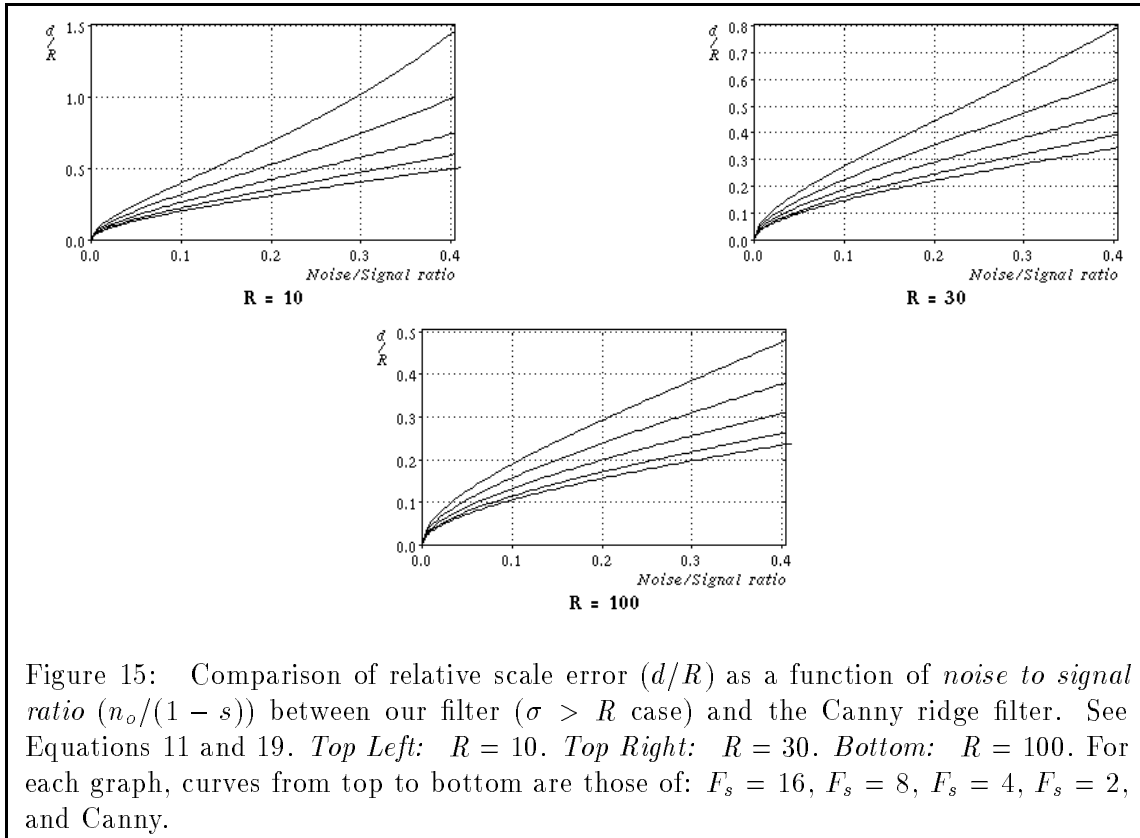 d
/
R
1.5
1.0
0.5
0.0
0.0 0.1 0.2 0.3 0.4
Noise/Signal ratio
R = 10
d
/
R
0.8
0.7
0.6
0.5
0.4
0.3
0.2
0.1
0.0
0.0 0.1 0.2 0.3 0.4
Noise/Signal ratio
R = 30
d
/
R
0.5
0.4
0.3
0.2
0.1
0.0
0.0 0.1 0.2 0.3 0.4
Noise/Signal ratio
R = 100
Figure 15: Comparison of relative scale error (d/R) as a function of noise to signal
ratio (nₒ/(1 − s)) between our filter (σ > R case) and the Canny ridge filter. See
Equations 11 and 19. Top Left: R = 10. Top Right: R = 30. Bottom: R = 100. For
each graph, curves from top to bottom are those of: Fₛ = 16, Fₛ = 8, Fₛ = 4, Fₛ = 2,
and Canny.